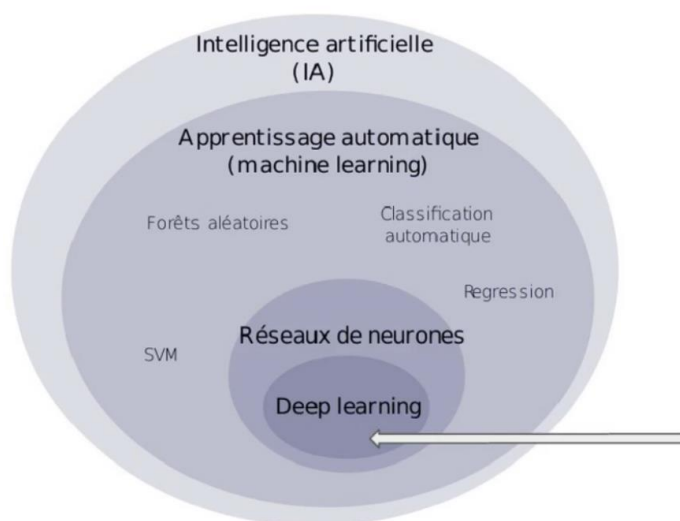 Intelligence artificielle
(IA)
Apprentissage automatique
(machine learning)
Forêts aléatoires
Classification
automatique
Regression
Réseaux de neurones
SVM
Deep learning